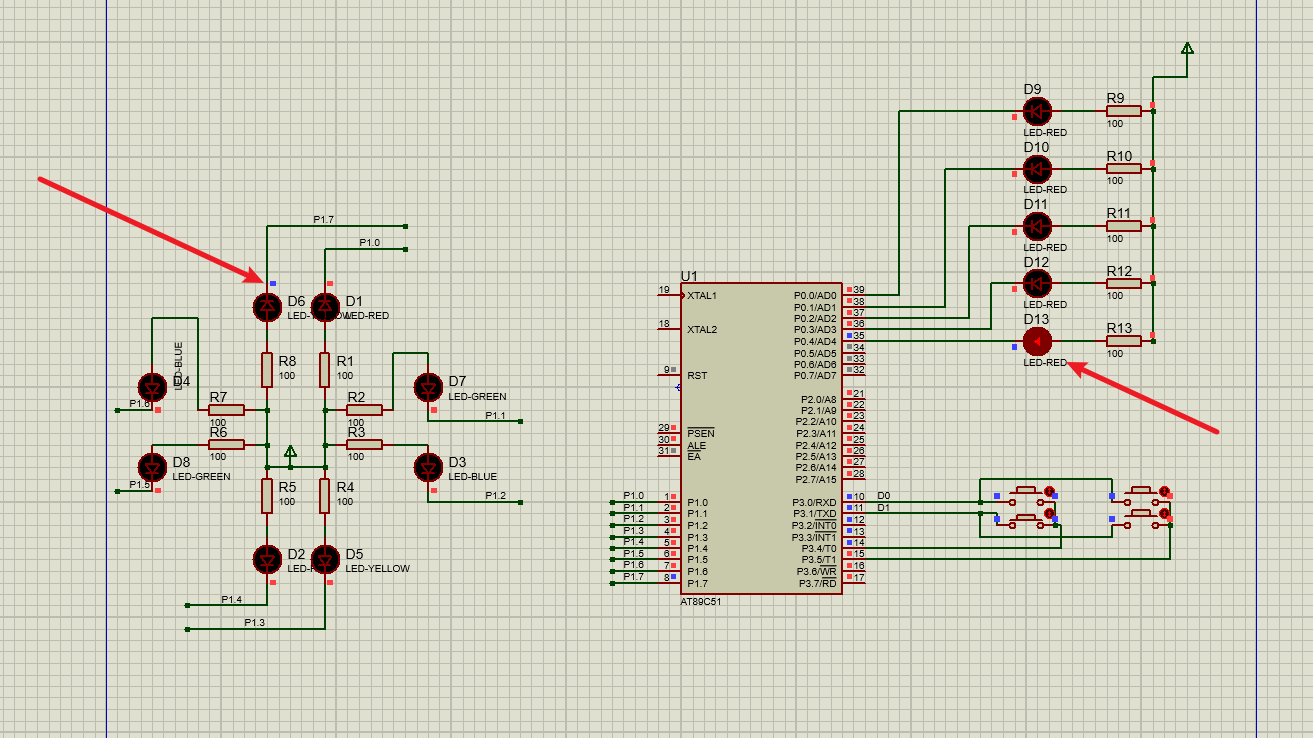 P1.7
P1.0
D6
D1
LED-RED
D4
LED-BLUE
P1.6
R7
100
R8
100
R1
100
R2
100
D7
LED-GREEN
P1.1
D8
LED-GREEN
P1.5
R6
100
R3
100
D3
LED-BLUE
P1.2
R5
100
R4
100
D2
D5
LED-YELLOW
P1.4
P1.3
U1
19 XTAL1
18 XTAL2
9 RST
29 PSEN
30 ALE
31 EA
P1.0 1 P1.0
P1.1 2 P1.1
P1.2 3 P1.2
P1.3 4 P1.3
P1.4 5 P1.4
P1.5 6 P1.5
P1.6 7 P1.6
P1.7 8 P1.7
P0.0/AD0 39
P0.1/AD1 38
P0.2/AD2 37
P0.3/AD3 36
P0.4/AD4 35
P0.5/AD5 34
P0.6/AD6 33
P0.7/AD7 32
P2.0/A8 21
P2.1/A9 22
P2.2/A10 23
P2.3/A11 24
P2.4/A12 25
P2.5/A13 26
P2.6/A14 27
P2.7/A15 28
P3.0/RXD 10 D0
P3.1/TXD 11 D1
P3.2/INT0 12
P3.3/INT1 13
P3.4/T0 14
P3.5/T1 15
P3.6/WR 16
P3.7/RD 17
AT89C51
D9
LED-RED
R9
100
D10
LED-RED
R10
100
D11
LED-RED
R11
100
D12
LED-RED
R12
100
D13
LED-RED
R13
100